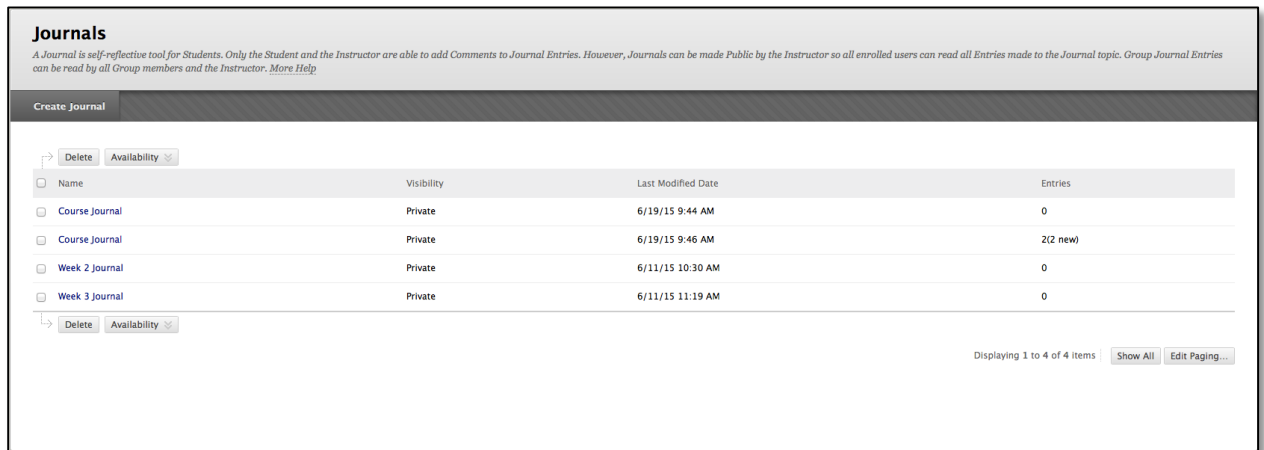 Journals
A Journal is self-reflective tool for Students. Only the Student and the Instructor are able to add Comments to Journal Entries. However, Journals can be made Public by the Instructor so all enrolled users can read all Entries made to the Journal topic. Group Journal Entries
can be read by all Group members and the Instructor. More Help
Create Journal
Delete Availability
Name Visibility Last Modified Date Entries
Course Journal Private 6/19/15 9:44 AM 0
Course Journal Private 6/19/15 9:46 AM 2(2 new)
Week 2 Journal Private 6/11/15 10:30 AM 0
Week 3 Journal Private 6/11/15 11:19 AM 0
Delete Availability
Displaying 1 to 4 of 4 items Show All Edit Paging...